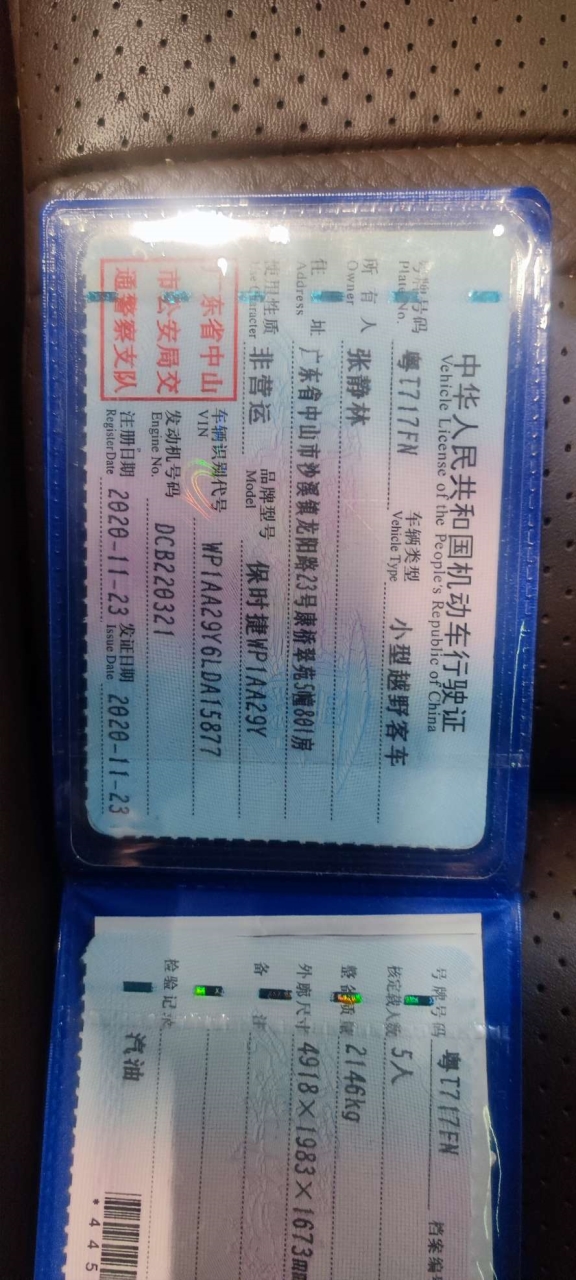 中华人民共和国机动车行驶证
Vehicle License of the People's Republic of China
号牌号码 粤T717FN 车辆类型 小型越野客车
Plate No. Vehicle Type
所有人 张静林
Owner
住址 广东省中山市沙溪镇龙阳路23号康桥翠苑5幢801房
Address
使用性质 非营运 品牌型号 保时捷WP1AA29Y
Use Character Model
广东省中山
市公安局交
通警察支队
车辆识别代号 WP1AA29Y6LDA15877
VIN
发动机号码 DCB220321
Engine No.
注册日期 2020-11-23 发证日期 2020-11-23
Register Date Issue Date
号牌号码 粤T717FN 档案编号
核定载人数 5人
整备质量 2146kg
外廓尺寸 4918×1983×1673mm
备注
检验记录
汽油
*445